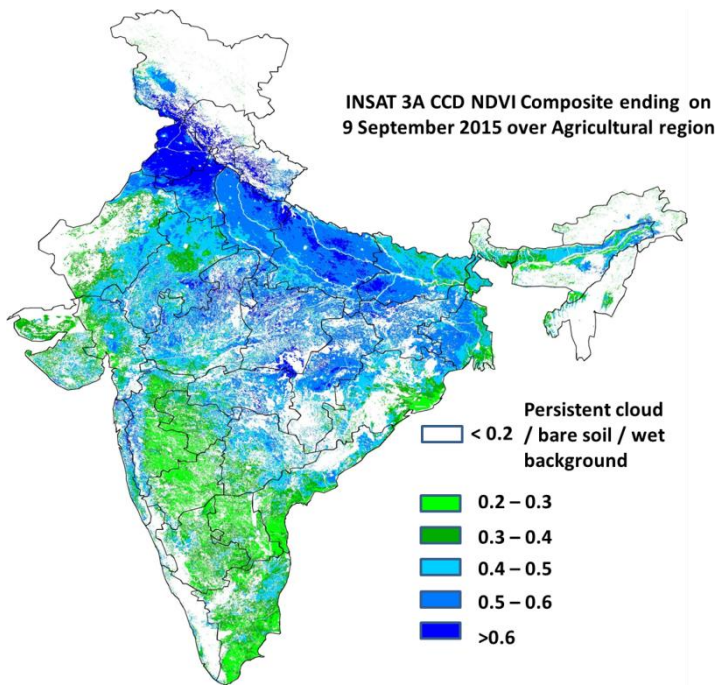 INSAT 3A CCD NDVI Composite ending on
9 September 2015 over Agricultural region
< 0.2 Persistent cloud
/ bare soil / wet
background
0.2 – 0.3
0.3 – 0.4
0.4 – 0.5
0.5 – 0.6
>0.6